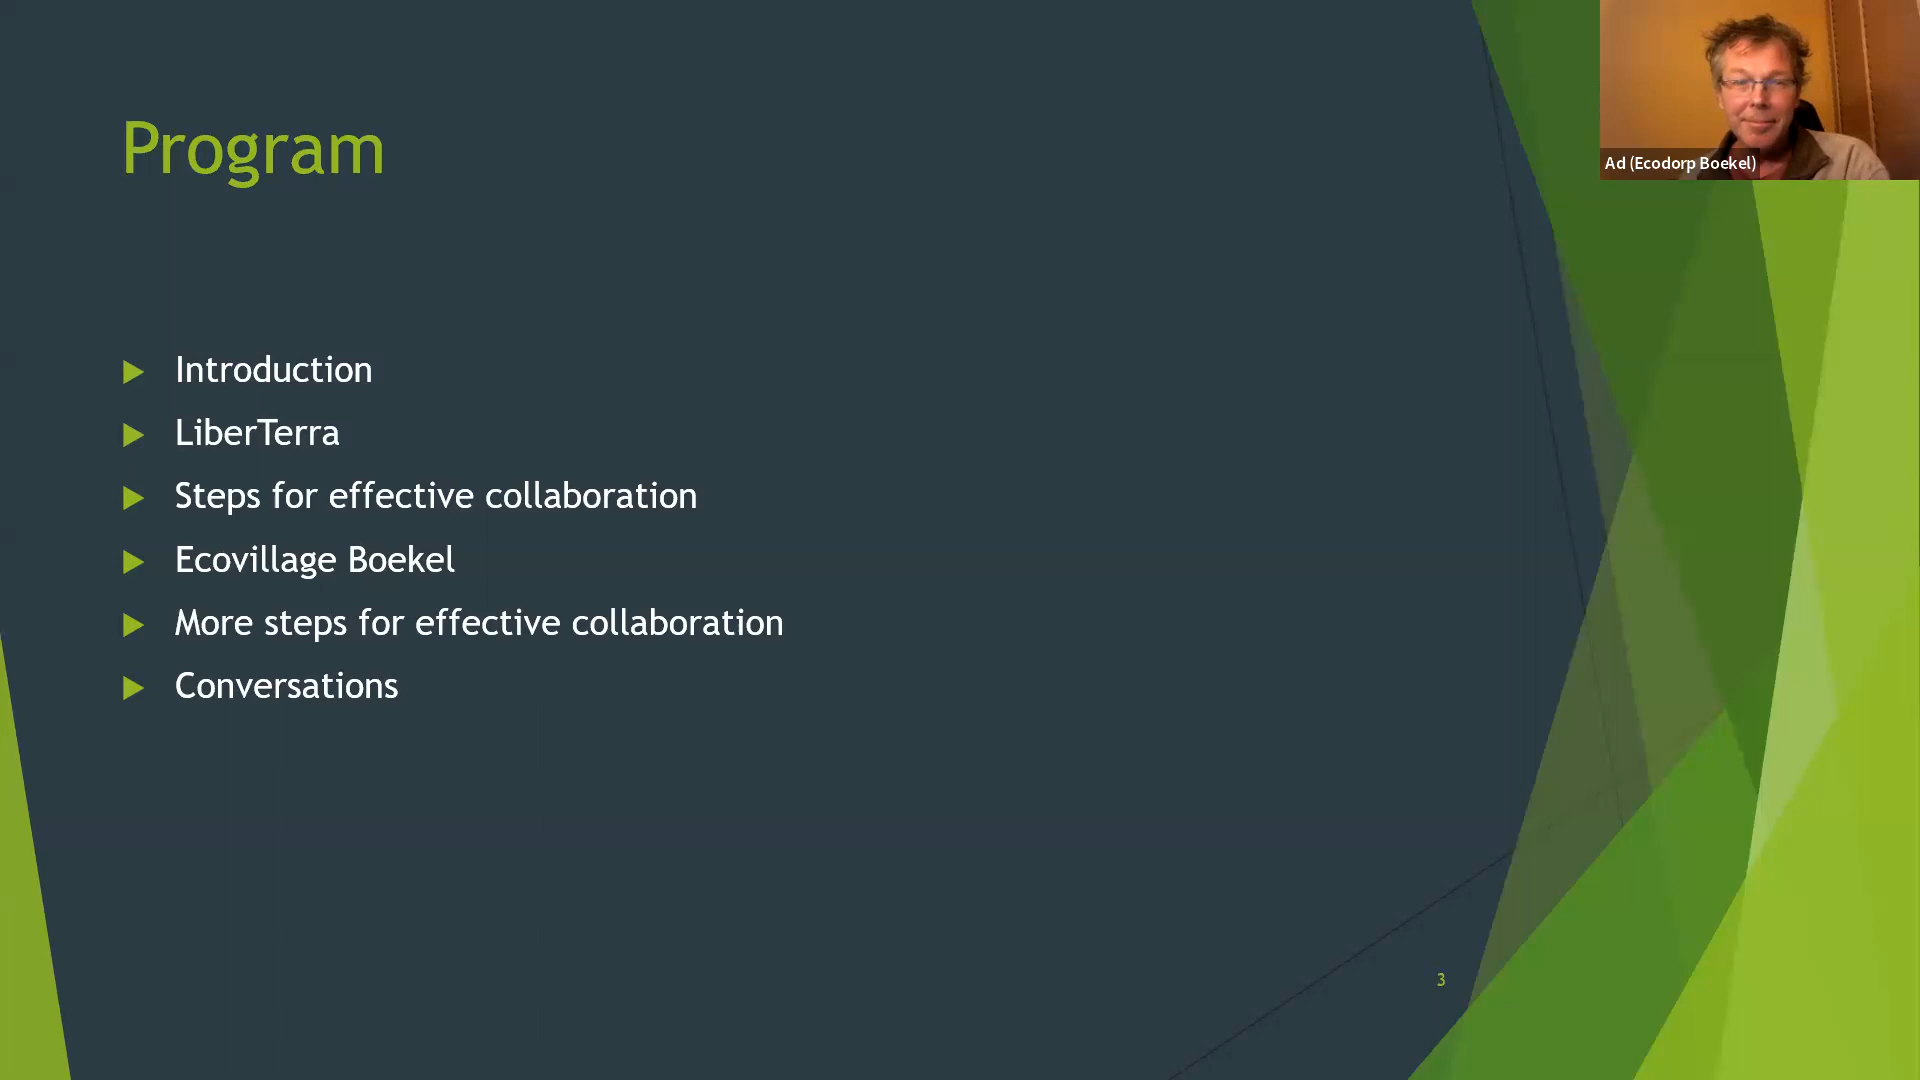 Program
Ad (Ecodorp Boekel)
Introduction
LiberTerra
Steps for effective collaboration
Ecovillage Boekel
More steps for effective collaboration
Conversations
3